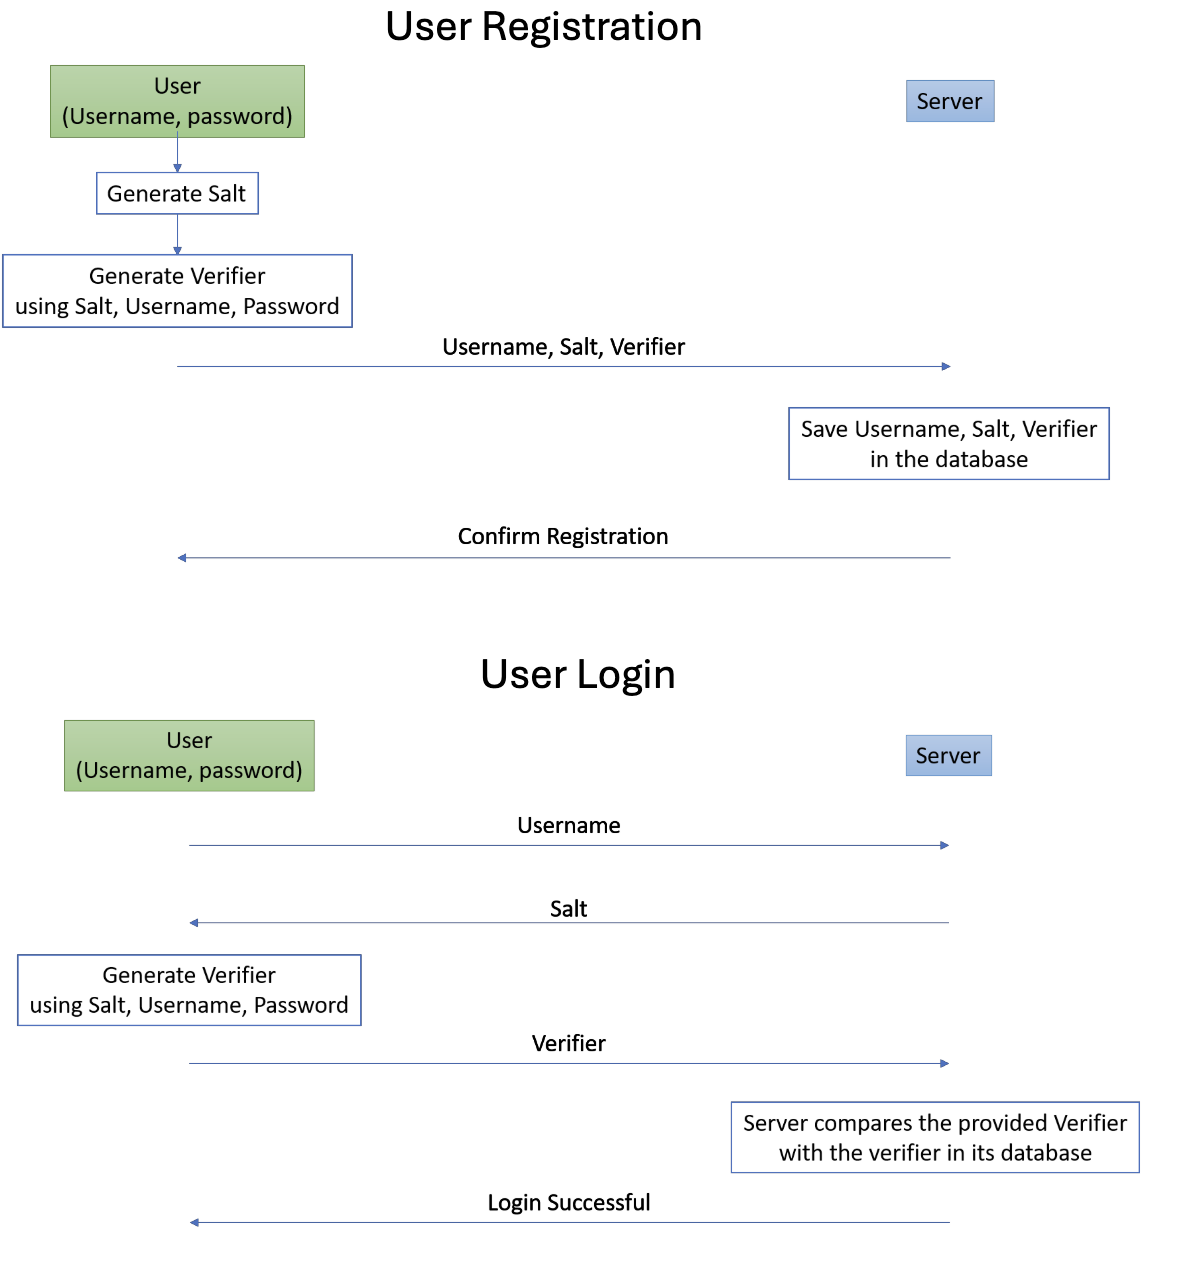 User Registration
User
(Username, password)
Server
Generate Salt
Generate Verifier
using Salt, Username, Password
Username, Salt, Verifier
Save Username, Salt, Verifier
in the database
Confirm Registration
User Login
User
(Username, password)
Server
Username
Salt
Generate Verifier
using Salt, Username, Password
Verifier
Server compares the provided Verifier
with the verifier in its database
Login Successful